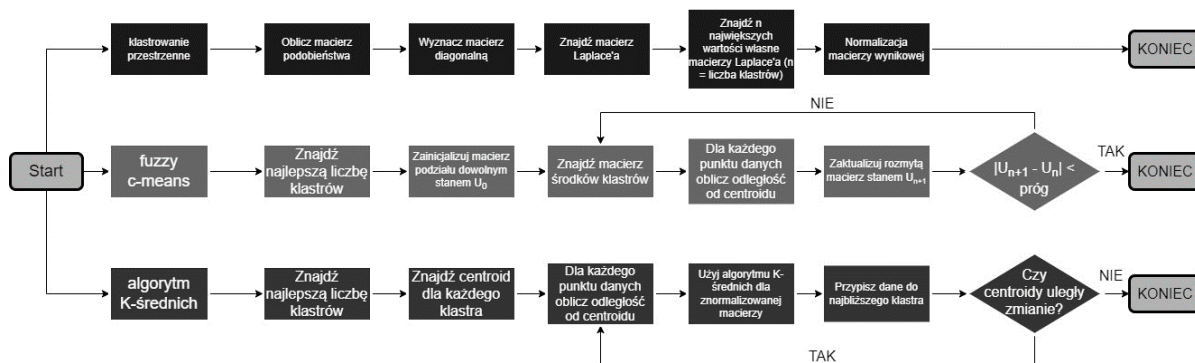 klastrowanie
przestrzenne
Oblicz macierz
podobieństwa
Wyznacz macierz
diagonalną
Znajdź macierz
Laplace'a
Znajdź n
największych
wartości własne
macierzy Laplace'a (n
= liczba klastrów)
Normalizacja
macierzy wynikowej
KONIEC
NIE
Start
fuzzy
c-means
Znajdź
najlepszą liczbę
klastrów
Zainicjalizuj macierz
podziału dowolnym
stanem U₀
Znajdź macierz
środków klastrów
Dla każdego
punktu danych
oblicz odległość
od centroidu
Zaktualizuj rozmytą
macierz stanem Uₙ₊₁
|Uₙ₊₁ - Uₙ| <
próg
TAK
KONIEC
algorytm
K-średnich
Znajdź
najlepszą liczbę
klastrów
Znajdź centroid
dla każdego
klastra
Dla każdego
punktu danych
oblicz odległość
od centroidu
Użyj algorytmu K-
średnich dla
znormalizowanej
macierzy
Przypisz dane do
najbliższego klastra
Czy
centroidy uległy
zmianie?
NIE
KONIEC
TAK